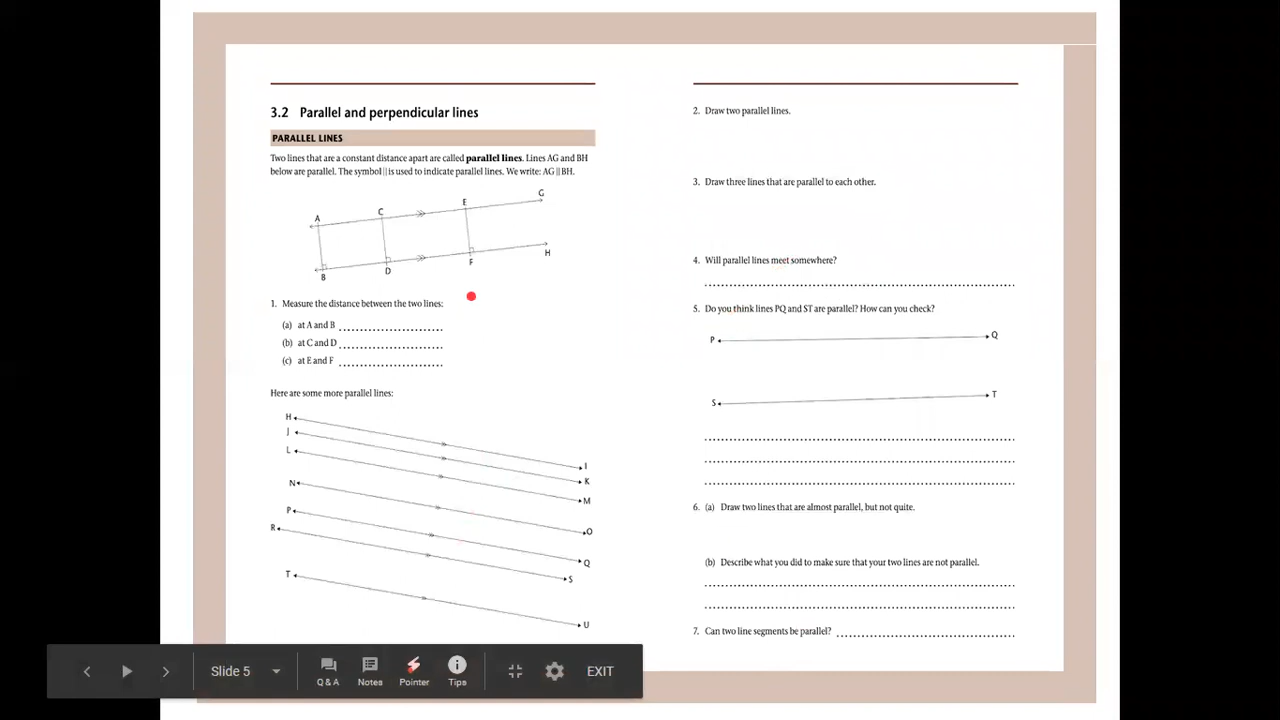 3.2 Parallel and perpendicular lines
PARALLEL LINES
Two lines that are a constant distance apart are called parallel lines. Lines AG and BH
below are parallel. The symbol || is used to indicate parallel lines. We write: AG || BH.
G
E
C
A
H
F
D
B
1. Measure the distance between the two lines:
(a) at A and B
(b) at C and D
(c) at E and F
Here are some more parallel lines:
H
J
L
I
K
N
M
P
R
O
Q
T
S
U
2. Draw two parallel lines.
3. Draw three lines that are parallel to each other.
4. Will parallel lines meet somewhere?
5. Do you think lines PQ and ST are parallel? How can you check?
P Q
S T
6. (a) Draw two lines that are almost parallel, but not quite.
(b) Describe what you did to make sure that your two lines are not parallel.
7. Can two line segments be parallel?
Slide 5
Q & A Notes Pointer Tips
EXIT